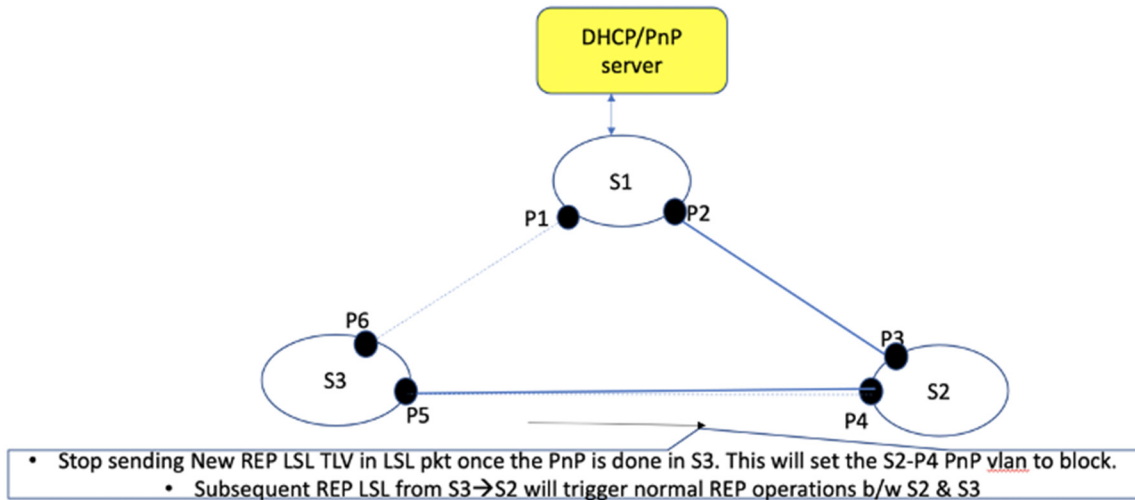 DHCP/PnP
server
S1
P1
P2
P6
P3
S3
S2
P5
P4
• Stop sending New REP LSL TLV in LSL pkt once the PnP is done in S3. This will set the S2-P4 PnP vlan to block.
• Subsequent REP LSL from S3→S2 will trigger normal REP operations b/w S2 & S3